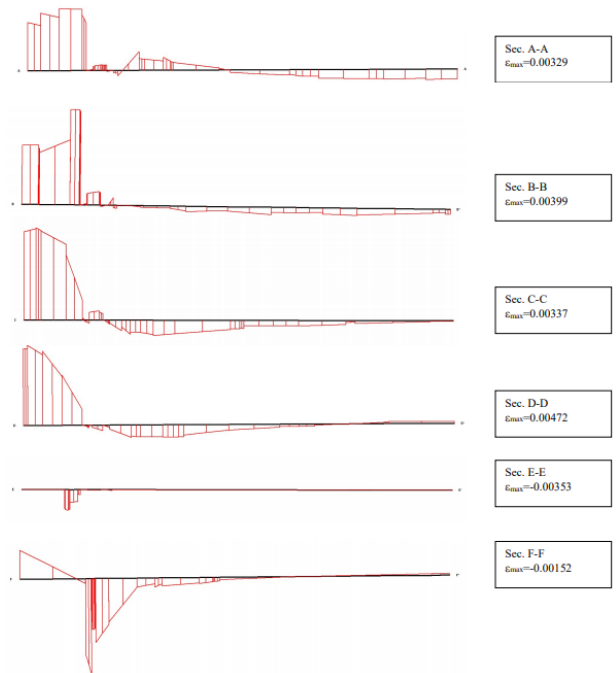 Sec. A-A
εmax=0.00329
Sec. B-B
εmax=0.00399
Sec. C-C
εmax=0.00337
Sec. D-D
εmax=0.00472
Sec. E-E
εmax=-0.00353
Sec. F-F
εmax=-0.00152